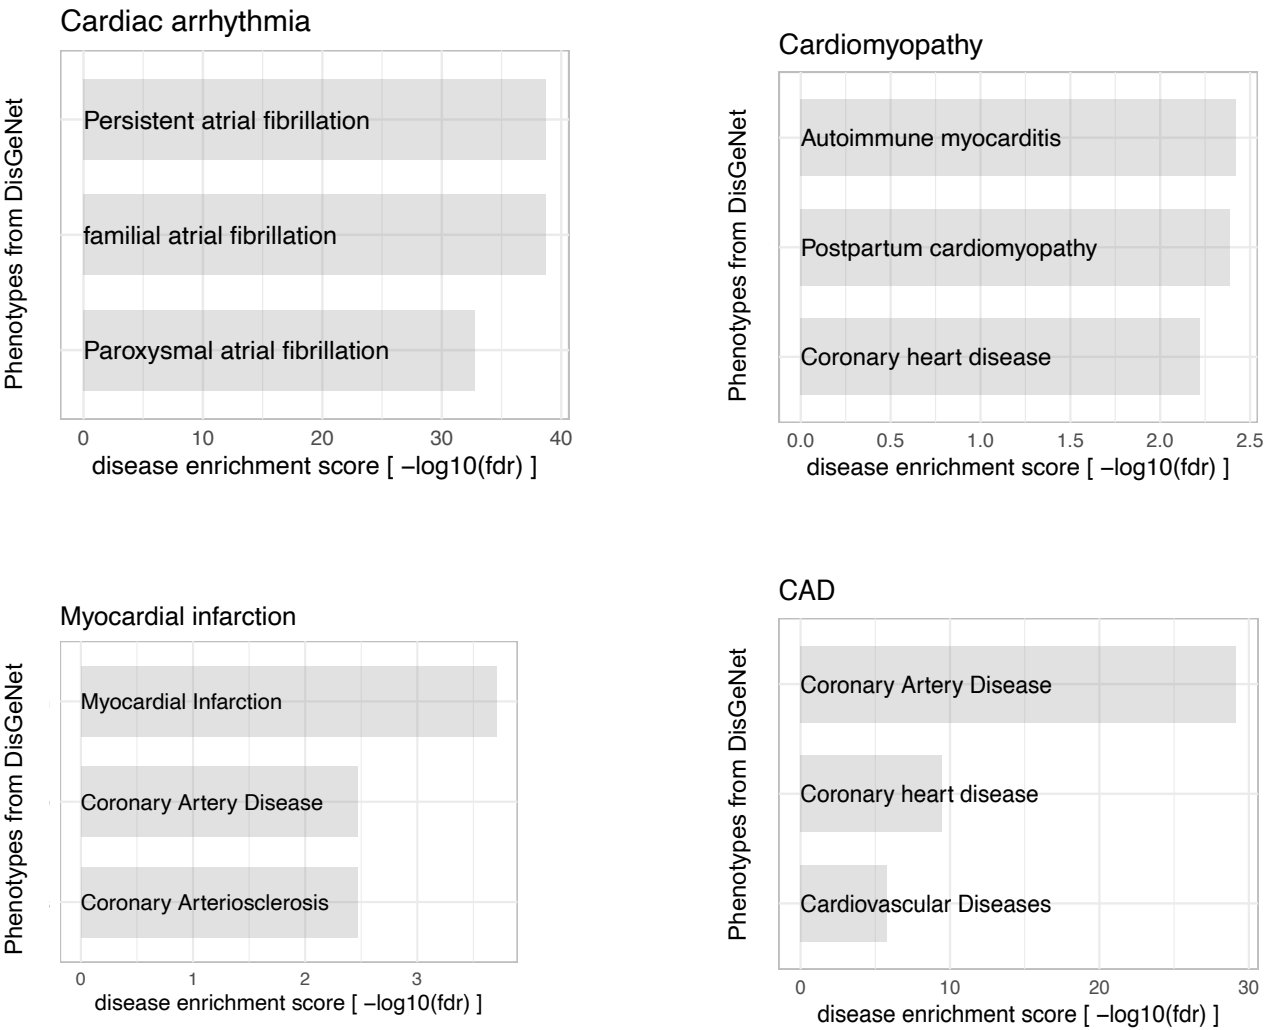 Cardiac arrhythmia
Phenotypes from DisGeNet
Persistent atrial fibrillation
familial atrial fibrillation
Paroxysmal atrial fibrillation
0 10 20 30 40
disease enrichment score [ −log10(fdr) ]
Cardiomyopathy
Phenotypes from DisGeNet
Autoimmune myocarditis
Postpartum cardiomyopathy
Coronary heart disease
0.0 0.5 1.0 1.5 2.0 2.5
disease enrichment score [ −log10(fdr) ]
Myocardial infarction
Phenotypes from DisGeNet
Myocardial Infarction
Coronary Artery Disease
Coronary Arteriosclerosis
0 1 2 3
disease enrichment score [ −log10(fdr) ]
CAD
Phenotypes from DisGeNet
Coronary Artery Disease
Coronary heart disease
Cardiovascular Diseases
0 10 20 30
disease enrichment score [ −log10(fdr) ]